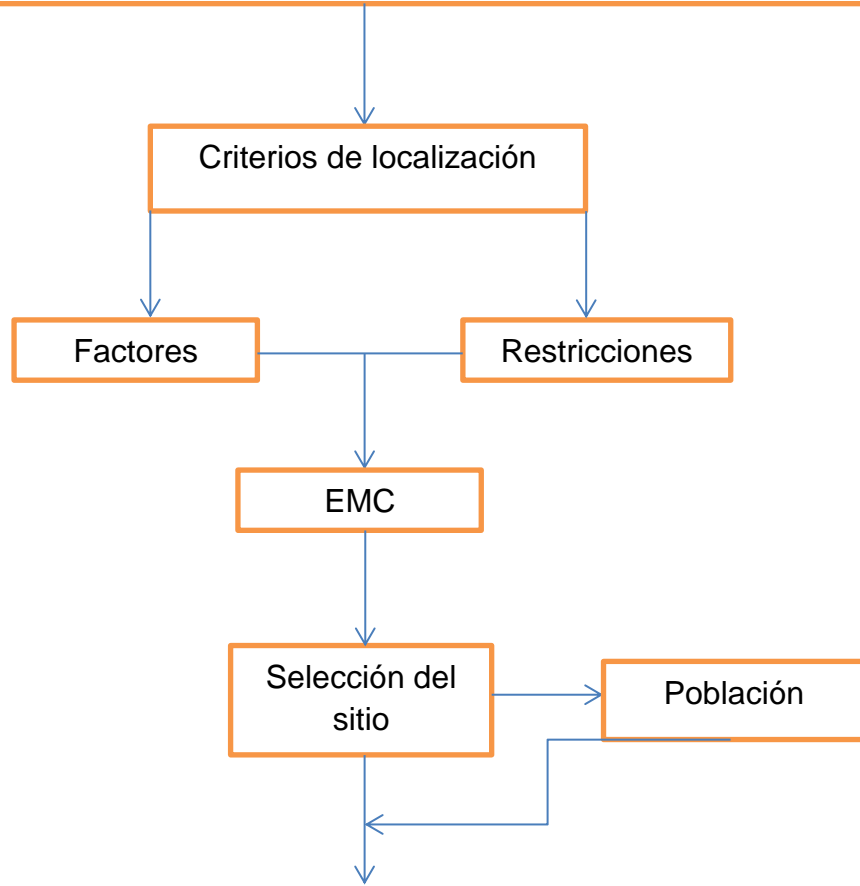 Criterios de localización
Factores
Restricciones
EMC
Selección del
sitio
Población